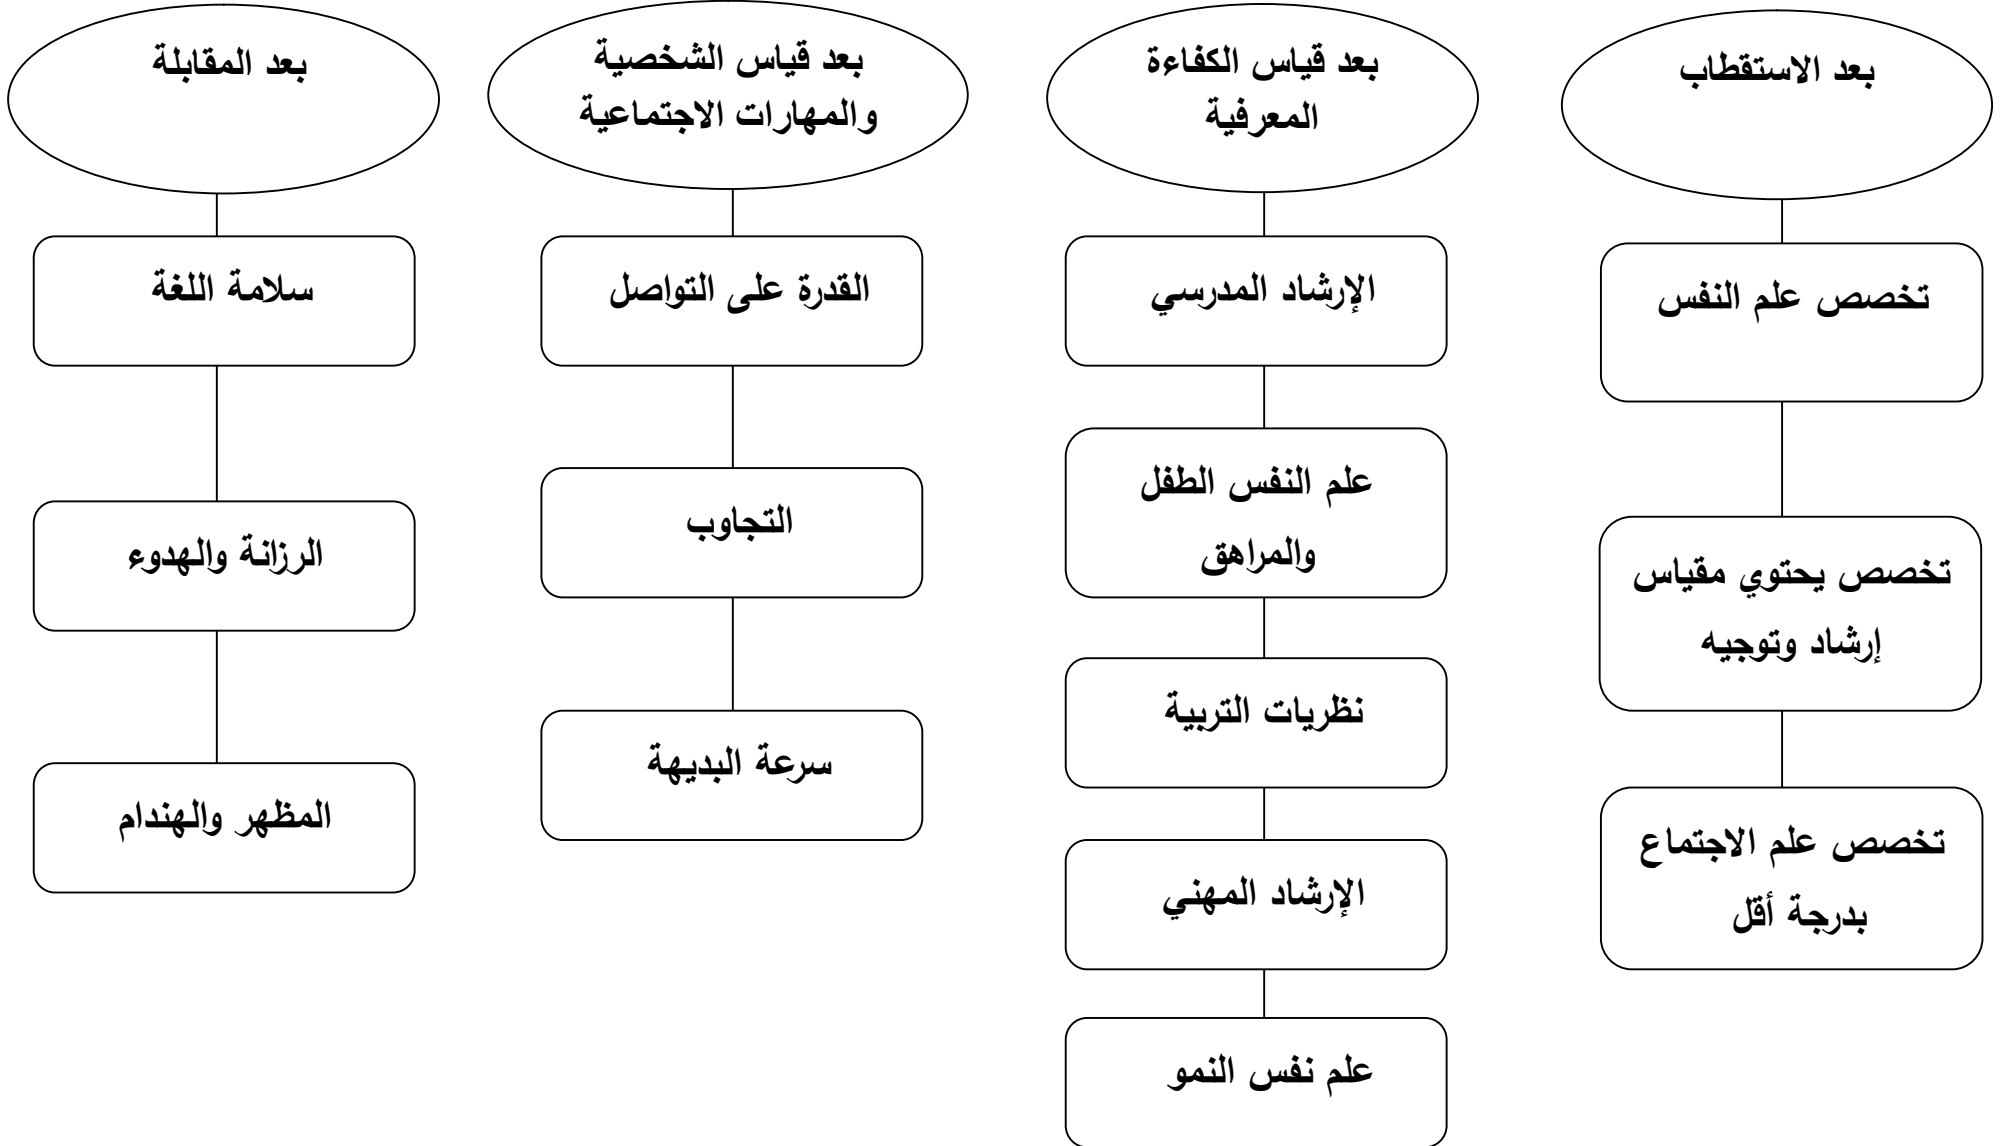 بعد الاستقطاب
تخصص علم النفس
تخصص يحتوي مقياس
إرشاد وتوجيه
تخصص علم الاجتماع
بدرجة أقل
بعد قياس الكفاءة
المعرفية
الإرشاد المدرسي
علم النفس الطفل
والمراهق
نظريات التربية
الإرشاد المهني
علم نفس النمو
بعد قياس الشخصية
والمهارات الاجتماعية
القدرة على التواصل
التجاوب
سرعة البديهة
بعد المقابلة
سلامة اللغة
الرزانة والهدوء
المظهر والهندام